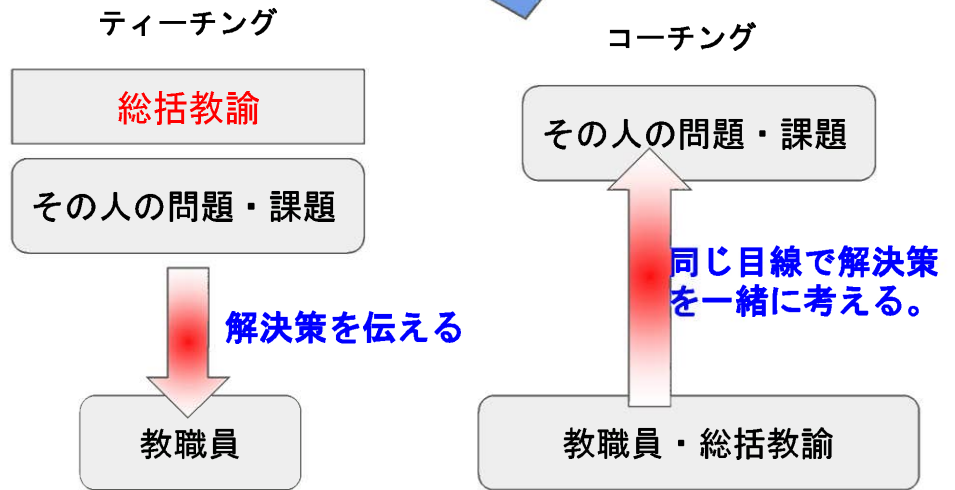 ティーチング
総括教諭
その人の問題・課題
解決策を伝える
教職員
コーチング
その人の問題・課題
同じ目線で解決策
を一緒に考える。
教職員・総括教諭